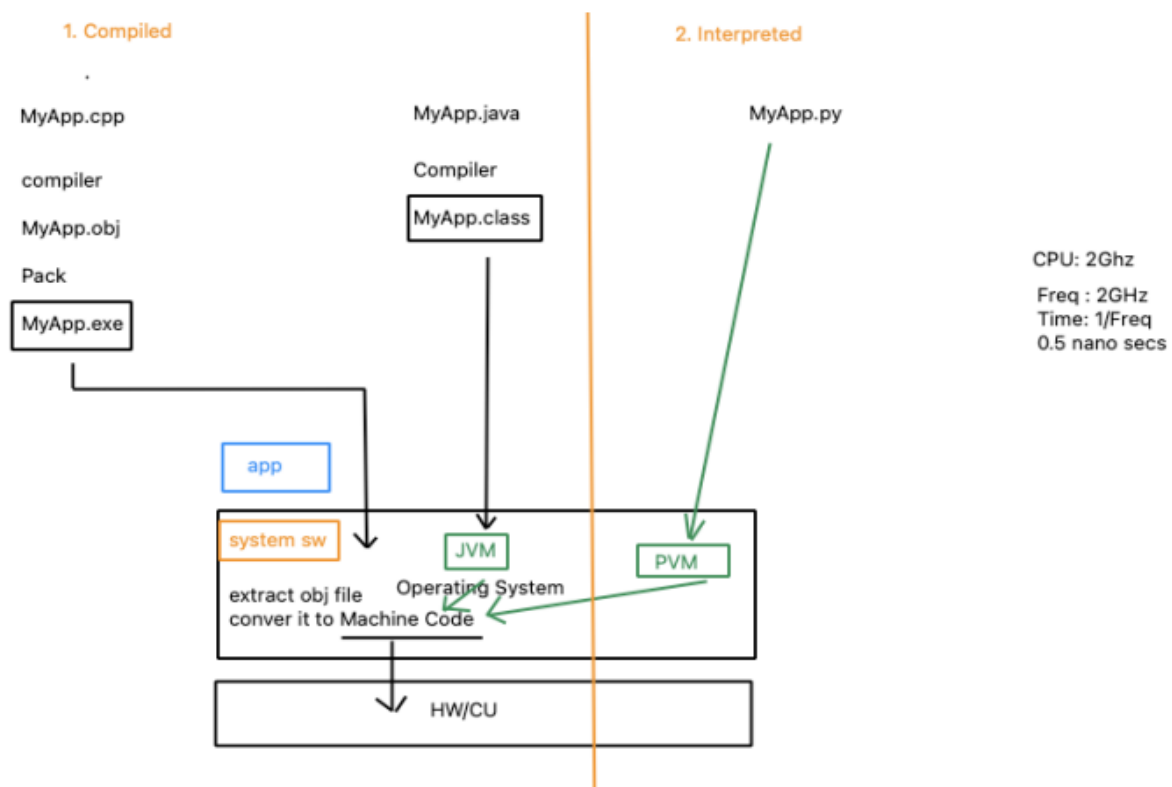 1. Compiled
2. Interpreted
MyApp.cpp
compiler
MyApp.obj
Pack
MyApp.exe
MyApp.java
Compiler
MyApp.class
MyApp.py
CPU: 2Ghz
Freq : 2GHz
Time: 1/Freq
0.5 nano secs
app
system sw
JVM
PVM
Operating System
extract obj file
conver it to Machine Code
HW/CU